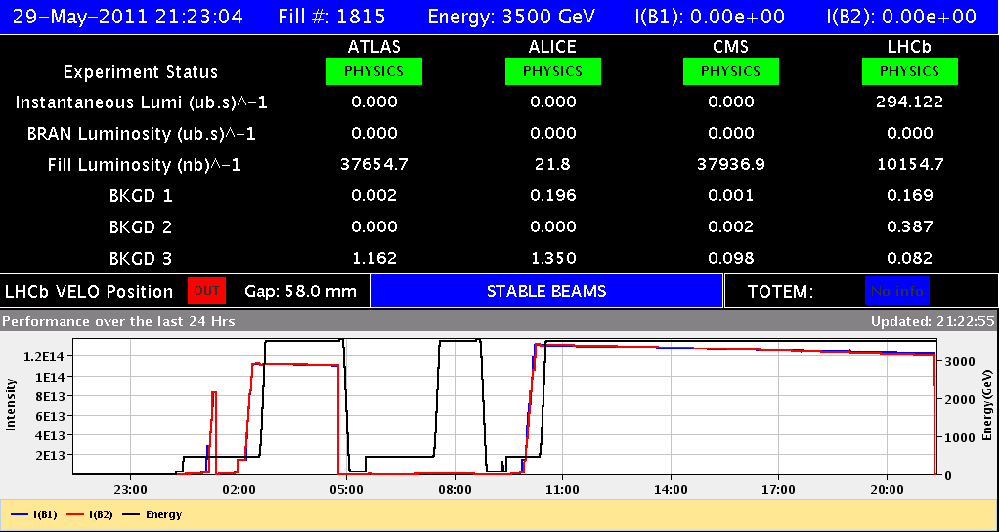 29-May-2011 21:23:04 Fill #: 1815 Energy: 3500 GeV I(B1): 0.00e+00 I(B2): 0.00e+00
ATLAS ALICE CMS LHCb
Experiment Status PHYSICS PHYSICS PHYSICS PHYSICS
Instantaneous Lumi (ub.s)^-1 0.000 0.000 0.000 294.122
BRAN Luminosity (ub.s)^-1 0.000 0.000 0.000 0.000
Fill Luminosity (nb)^-1 37654.7 21.8 37936.9 10154.7
BKGD 1 0.002 0.196 0.001 0.169
BKGD 2 0.000 0.000 0.002 0.387
BKGD 3 1.162 1.350 0.098 0.082
LHCb VELO Position OUT Gap: 58.0 mm STABLE BEAMS TOTEM: No info
Performance over the last 24 Hrs Updated: 21:22:55
Intensity
1.2E14
1E14
8E13
6E13
4E13
2E13
3000
2000
1000
0
Energy(GeV)
23:00 02:00 05:00 08:00 11:00 14:00 17:00 20:00
I(B1) I(B2) Energy